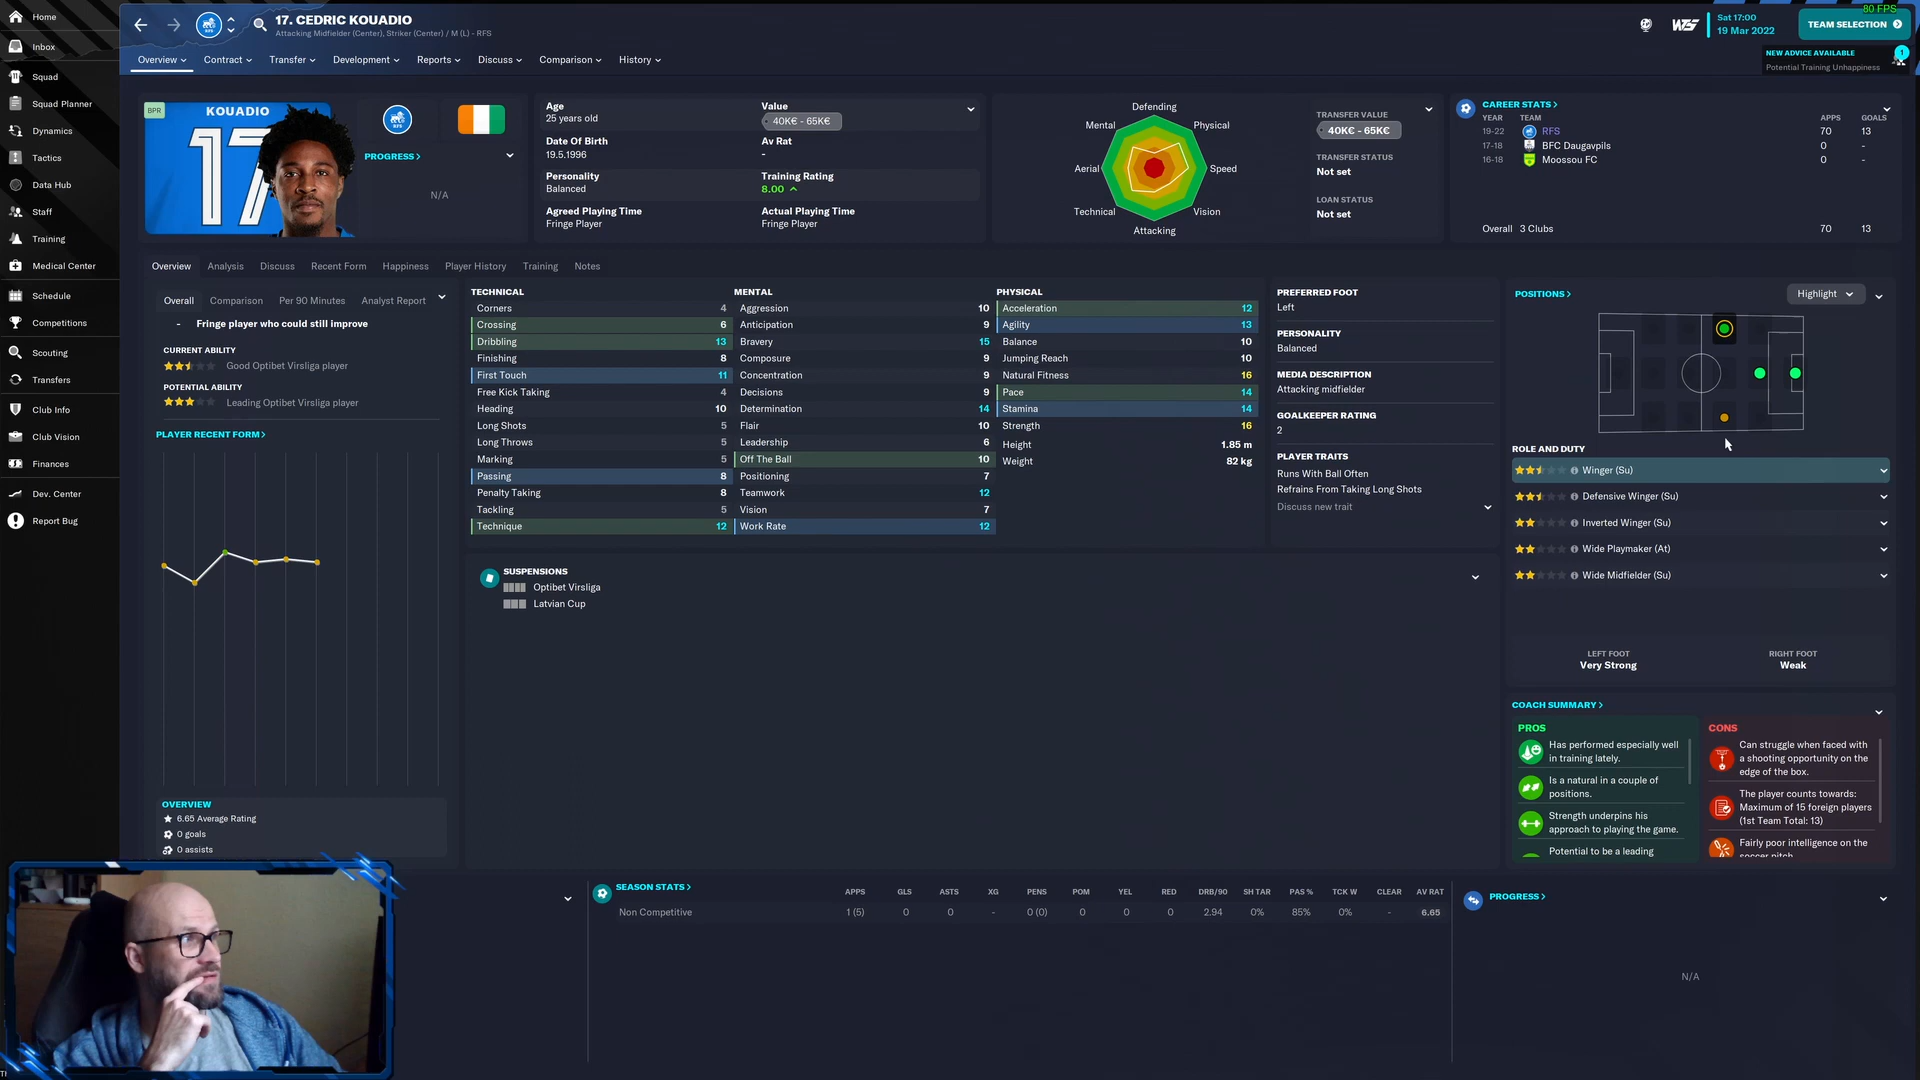 80 FPS
17. CEDRIC KOUADIO
Attacking Midfielder (Center), Striker (Center) / M (L) - RFS
Sat 17:00
19 Mar 2022
TEAM SELECTION
NEW ADVICE AVAILABLE
Potential Training Unhappiness
1
Home
Inbox
Squad
Squad Planner
Dynamics
Tactics
Data Hub
Staff
Training
Medical Center
Schedule
Competitions
Scouting
Transfers
Club Info
Club Vision
Finances
Dev. Center
Report Bug
Overview Contract Transfer Development Reports Discuss Comparison History
BPR
KOUADIO
17
PROGRESS
N/A
Age
25 years old
Date Of Birth
19.5.1996
Personality
Balanced
Agreed Playing Time
Fringe Player
Value
40K€ - 65K€
Av Rat
-
Training Rating
8.00
Actual Playing Time
Fringe Player
Defending
Physical
Speed
Vision
Attacking
Technical
Aerial
Mental
TRANSFER VALUE
40K€ - 65K€
TRANSFER STATUS
Not set
LOAN STATUS
Not set
CAREER STATS
YEAR TEAM APPS GOALS
19-22 RFS 70 13
17-18 BFC Daugavpils 0 -
16-18 Moossou FC 0 -
Overall 3 Clubs 70 13
Overview Analysis Discuss Recent Form Happiness Player History Training Notes
Overall Comparison Per 90 Minutes Analyst Report
- Fringe player who could still improve
CURRENT ABILITY
Good Optibet Virsliga player
POTENTIAL ABILITY
Leading Optibet Virsliga player
PLAYER RECENT FORM
OVERVIEW
6.65 Average Rating
0 goals
0 assists
TECHNICAL
Corners 4
Crossing 6
Dribbling 13
Finishing 8
First Touch 11
Free Kick Taking 4
Heading 10
Long Shots 5
Long Throws 5
Marking 5
Passing 8
Penalty Taking 8
Tackling 5
Technique 12
MENTAL
Aggression 10
Anticipation 9
Bravery 15
Composure 9
Concentration 9
Decisions 9
Determination 14
Flair 10
Leadership 6
Off The Ball 10
Positioning 7
Teamwork 12
Vision 7
Work Rate 12
PHYSICAL
Acceleration 12
Agility 13
Balance 10
Jumping Reach 10
Natural Fitness 16
Pace 14
Stamina 14
Strength 16
Height 1.85 m
Weight 82 kg
PREFERRED FOOT
Left
PERSONALITY
Balanced
MEDIA DESCRIPTION
Attacking midfielder
GOALKEEPER RATING
2
PLAYER TRAITS
Runs With Ball Often
Refrains From Taking Long Shots
Discuss new trait
SUSPENSIONS
Optibet Virsliga
Latvian Cup
POSITIONS
Highlight
ROLE AND DUTY
Winger (Su)
Defensive Winger (Su)
Inverted Winger (Su)
Wide Playmaker (At)
Wide Midfielder (Su)
LEFT FOOT
Very Strong
RIGHT FOOT
Weak
COACH SUMMARY
PROS
Has performed especially well
in training lately.
Is a natural in a couple of
positions.
Strength underpins his
approach to playing the game.
Potential to be a leading
CONS
Can struggle when faced with
a shooting opportunity on the
edge of the box.
The player counts towards:
Maximum of 15 foreign players
(1st Team Total: 13)
Fairly poor intelligence on the
soccer pitch
SEASON STATS APPS GLS ASTS XG PENS POM YEL RED DRB/90 SH TAR PAS % TCK W CLEAR AV RAT
Non Competitive 1 (5) 0 0 - 0 (0) 0 0 0 2.94 0% 85% 0% - 6.65
PROGRESS
N/A